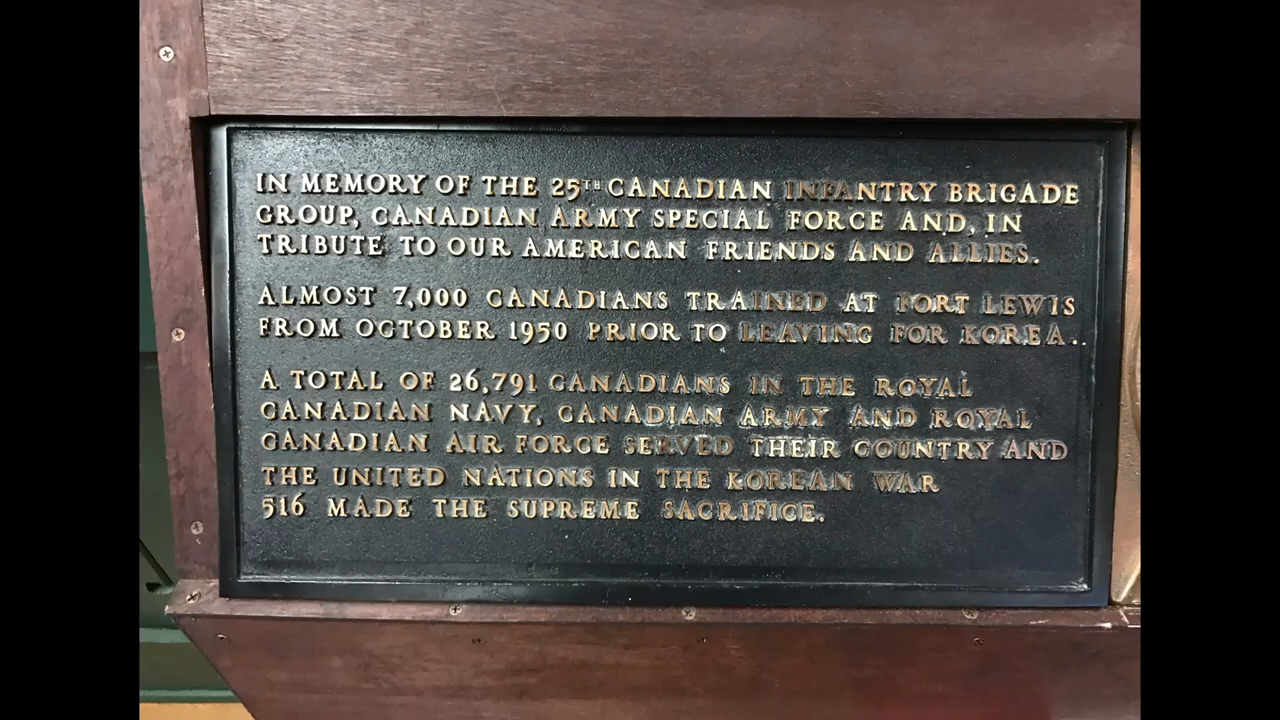 IN MEMORY OF THE 25TH CANADIAN INFANTRY BRIGADE
GROUP, CANADIAN ARMY SPECIAL FORCE AND, IN
TRIBUTE TO OUR AMERICAN FRIENDS AND ALLIES.
ALMOST 7,000 CANADIANS TRAINED AT FORT LEWIS
FROM OCTOBER 1950 PRIOR TO LEAVING FOR KOREA..
A TOTAL OF 26,791 CANADIANS IN THE ROYAL
CANADIAN NAVY, CANADIAN ARMY AND ROYAL
CANADIAN AIR FORCE SERVED THEIR COUNTRY AND
THE UNITED NATIONS IN THE KOREAN WAR
516 MADE THE SUPREME SACRIFICE.